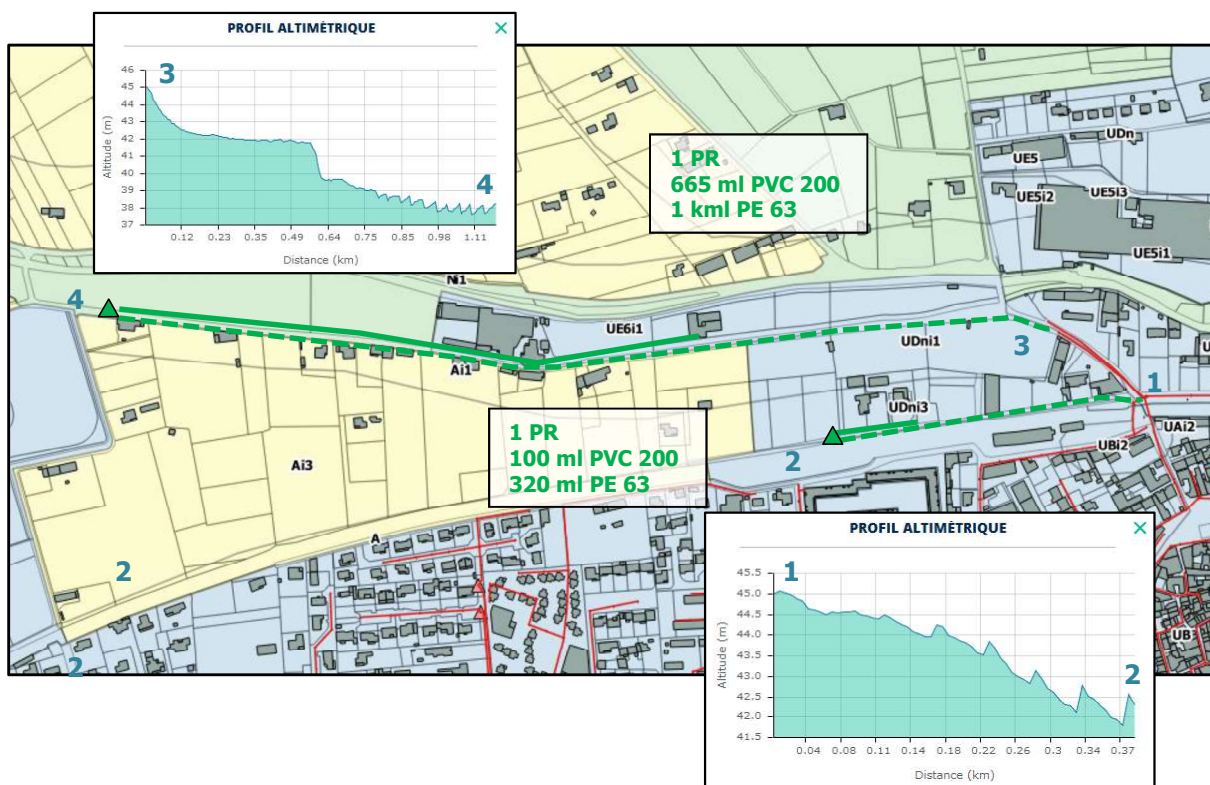 PROFIL ALTIMÉTRIQUE
×
3
46
45
44
43
42
41
40
39
38
37
Altitude (m)
4
0.12 0.23 0.35 0.49 0.64 0.75 0.85 0.98 1.11
Distance (km)
1 PR
665 ml PVC 200
1 kml PE 63
UDn
UE5
UE5i2
UE5i3
UE5i1
N1
4
UE6i1
UDni1
3
Ai1
1
UDni3
UAi2
UBi2
1 PR
100 ml PVC 200
320 ml PE 63
2
Ai3
A
2
2
UB3
PROFIL ALTIMÉTRIQUE
×
1
45.5
45.0
44.5
44.0
43.5
43.0
42.5
42.0
41.5
Altitude (m)
2
0.04 0.08 0.11 0.14 0.18 0.22 0.26 0.3 0.34 0.37
Distance (km)